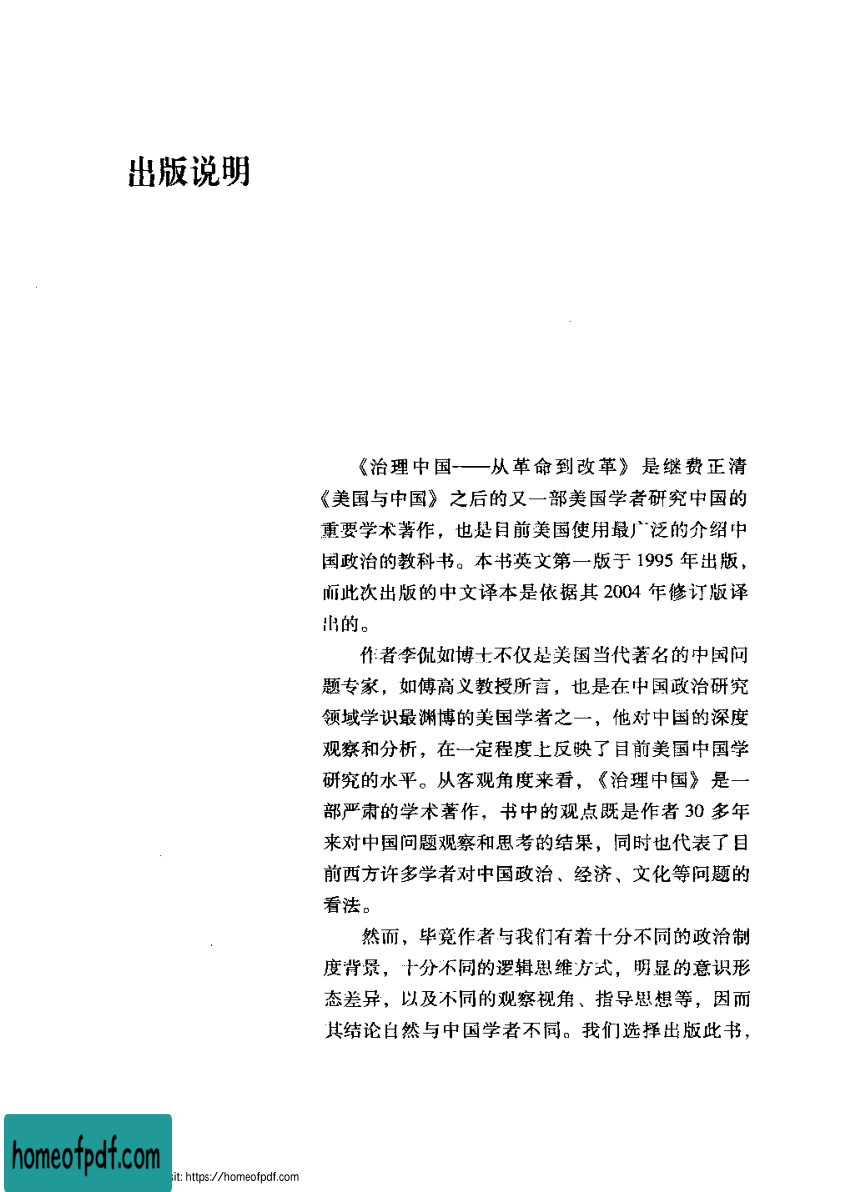 出版说明
《治理中国——从革命到改革》是继费正清
《美国与中国》之后的又一部美国学者研究中国的
重要学术著作，也是目前美国使用最广泛的介绍中
国政治的教科书。本书英文第一版于1995年出版，
而此次出版的中文译本是依据其2004年修订版译
出的。
作者李侃如博士不仅是美国当代著名的中国问
题专家，如傅高义教授所言，也是在中国政治研究
领域学识最渊博的美国学者之一，他对中国的深度
观察和分析，在一定程度上反映了目前美国中国学
研究的水平。从客观角度来看，《治理中国》是一
部严肃的学术著作，书中的观点既是作者30多年
来对中国问题观察和思考的结果，同时也代表了目
前西方许多学者对中国政治、经济、文化等问题的
看法。
然而，毕竟作者与我们有着十分不同的政治制
度背景，十分不同的逻辑思维方式，明显的意识形
态差异，以及不同的观察视角、指导思想等，因而
其结论自然与中国学者不同。我们选择出版此书，
homeofpdf.com
sit: https://homeofpdf.com